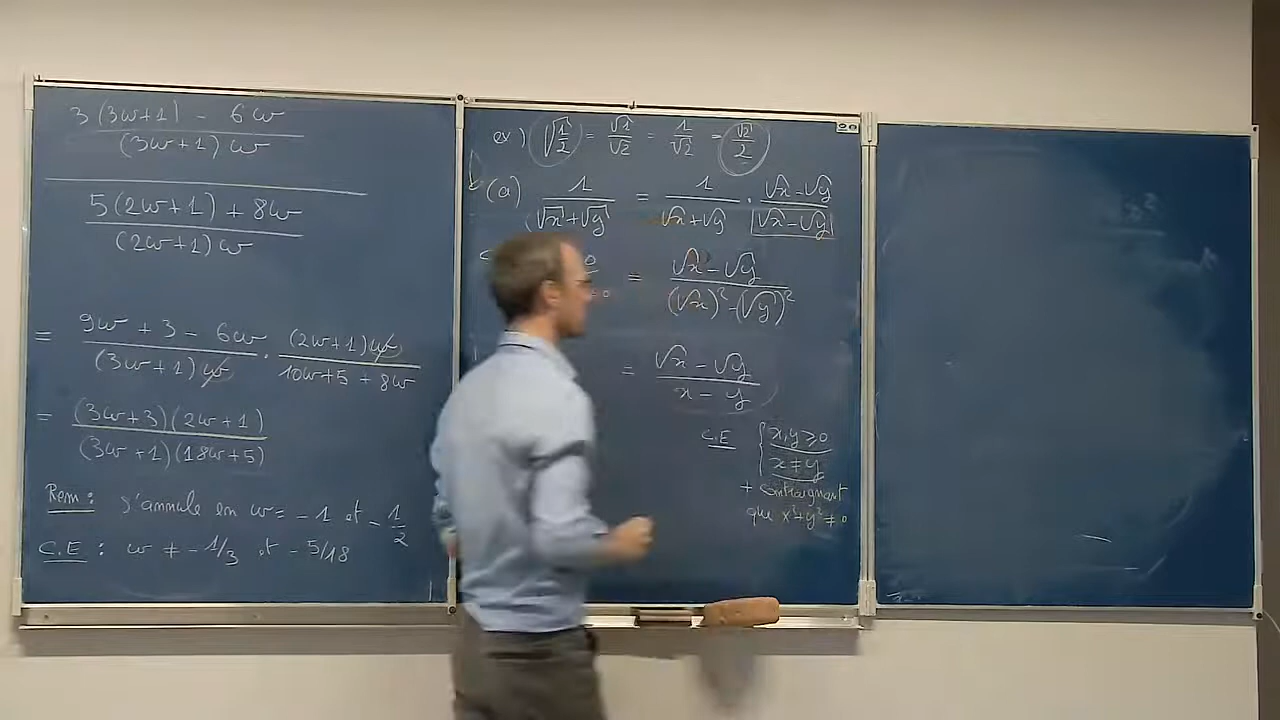 3(3w+1) - 6w
(3w+1)w
5(2w+1) + 8w
(2w+1)w
= 9w + 3 - 6w / (3w+1)w · (2w+1)w / 10w+5 + 8w
= (3w+3)(2w+1) / (3w+1)(18w+5)
Rem : s'annule en w = -1 et -1/2
C.E : w ≠ -1/3 et -5/18
ex) √(1/2) = √1/√2 = 1/√2 = √2/2
(a) 1/(√x+√y) = 1/(√x+√y) · (√x-√y)/(√x-√y)
= (√x-√y)/((√x)²-(√y)²)
= (√x-√y)/(x-y)
C.E { x,y ≥ 0
x ≠ y
+ contraignant
que x²+y² ≠ 0